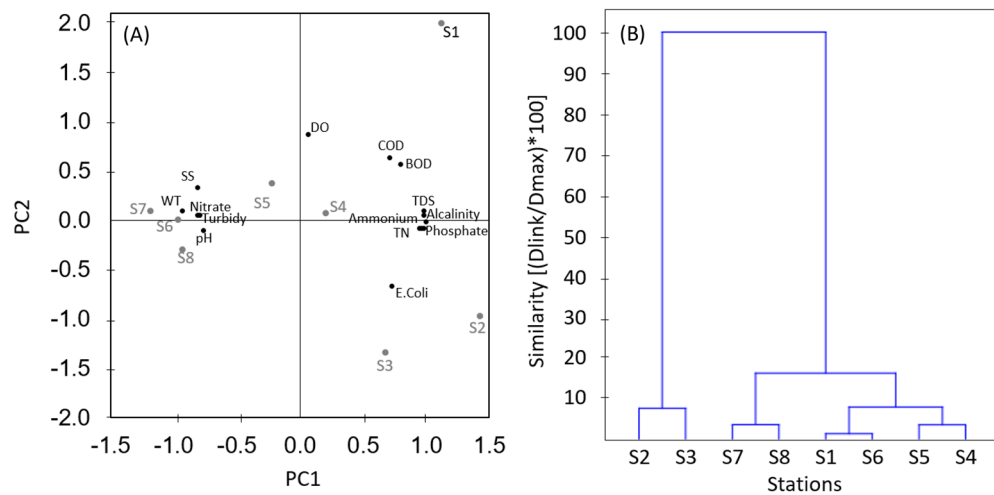 (A)
PC2
2.0
1.5
1.0
0.5
0.0
-0.5
-1.0
-1.5
-2.0
-1.5 -1.0 -0.5 0.0 0.5 1.0 1.5
PC1
S1
DO
COD
BOD
SS
WT
Nitrate
Turbidy
pH
S7
S6
S8
S5
S4
TDS
Ammonium
Alcalinity
TN
Phosphate
E.Coli
S2
S3
(B)
Similarity [(Dlink/Dmax)*100]
100
90
80
70
60
50
40
30
20
10
S2 S3 S7 S8 S1 S6 S5 S4
Stations